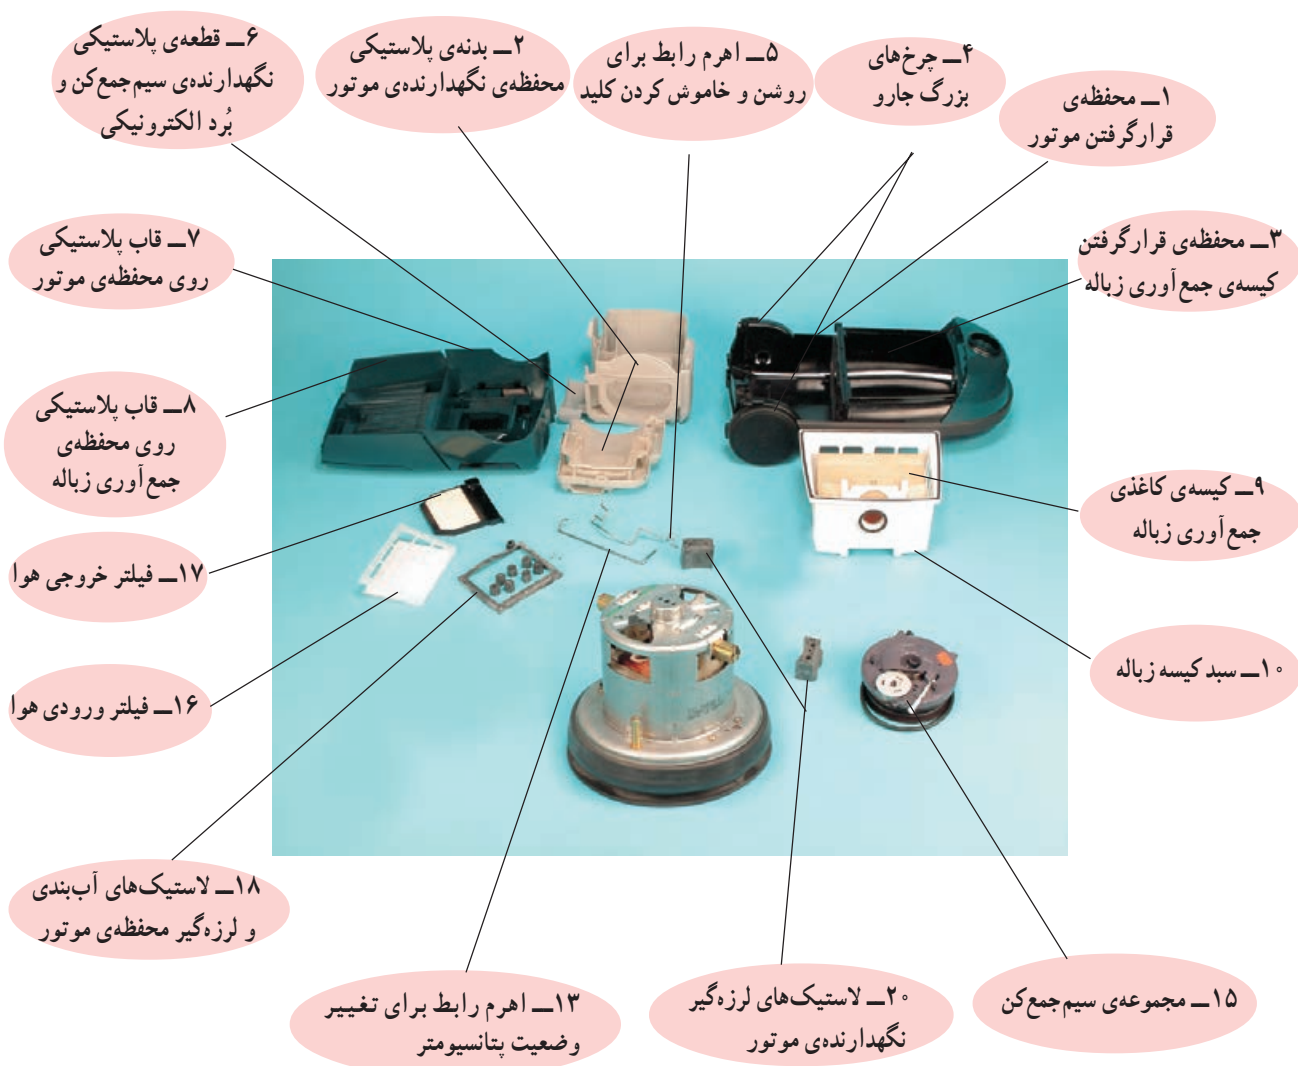 ۶ــ قطعه‌ی پلاستیکی
نگهدارنده‌ی سیم‌جمع‌کن و
بُرد الکترونیکی
۲ــ بدنه‌ی پلاستیکی
محفظه‌ی نگهدارنده‌ی موتور
۵ــ اهرم رابط برای
روشن و خاموش کردن کلید
۴ــ چرخ‌های
بزرگ جارو
۱ــ محفظه‌ی
قرارگرفتن موتور
۷ــ قاب پلاستیکی
روی محفظه‌ی موتور
۳ــ محفظه‌ی قرارگرفتن
کیسه‌ی جمع‌آوری زباله
۸ــ قاب پلاستیکی
روی محفظه‌ی
جمع‌آوری زباله
۹ــ کیسه‌ی کاغذی
جمع‌آوری زباله
۱۷ــ فیلتر خروجی هوا
۱۰ــ سبد کیسه زباله
۱۶ــ فیلتر ورودی هوا
۱۸ــ لاستیک‌های آب‌بندی
و لرزه‌گیر محفظه‌ی موتور
۱۳ــ اهرم رابط برای تغییر
وضعیت پتانسیومتر
۲۰ــ لاستیک‌های لرزه‌گیر
نگهدارنده‌ی موتور
۱۵ــ مجموعه‌ی سیم‌جمع‌کن